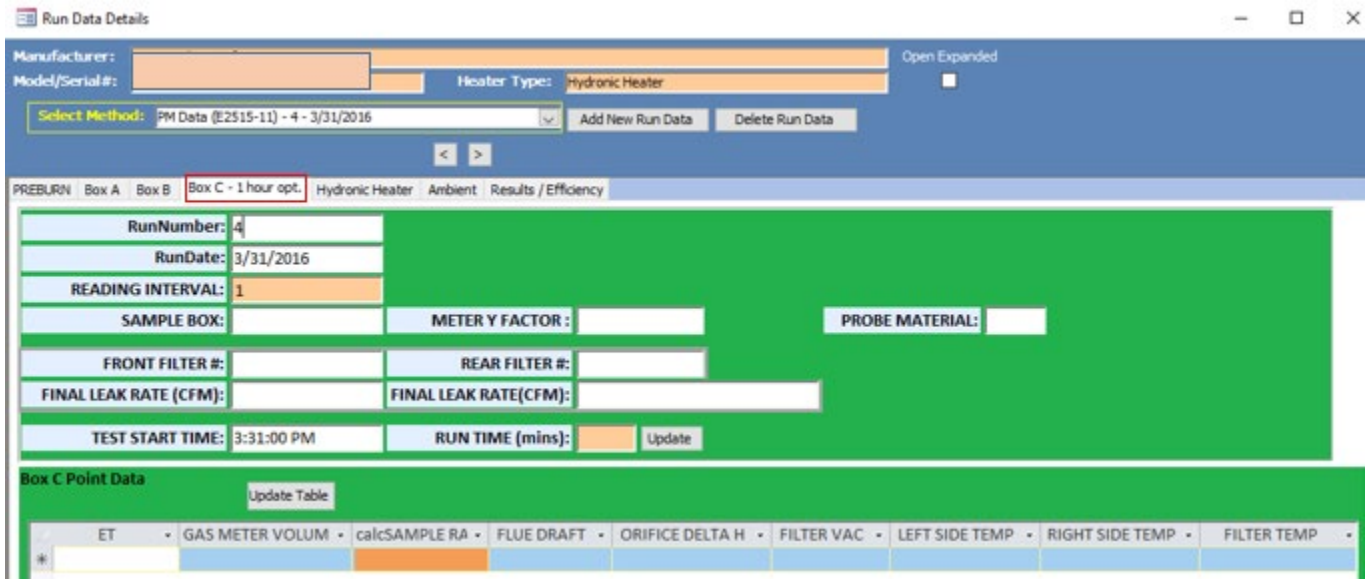 Run Data Details
Manufacturer: Open Expanded
Model/Serial#: Heater Type: Hydronic Heater
Select Method: PM Data (E2515-11) - 4 - 3/31/2016 Add New Run Data Delete Run Data
< >
PREBURN Box A Box B Box C - 1 hour opt. Hydronic Heater Ambient Results / Efficiency
RunNumber: 4
RunDate: 3/31/2016
READING INTERVAL: 1
SAMPLE BOX: METER Y FACTOR : PROBE MATERIAL:
FRONT FILTER #: REAR FILTER #:
FINAL LEAK RATE (CFM): FINAL LEAK RATE(CFM):
TEST START TIME: 3:31:00 PM RUN TIME (mins): Update
Box C Point Data
Update Table
ET GAS METER VOLUM calcSAMPLE RA FLUE DRAFT ORIFICE DELTA H FILTER VAC LEFT SIDE TEMP RIGHT SIDE TEMP FILTER TEMP
*